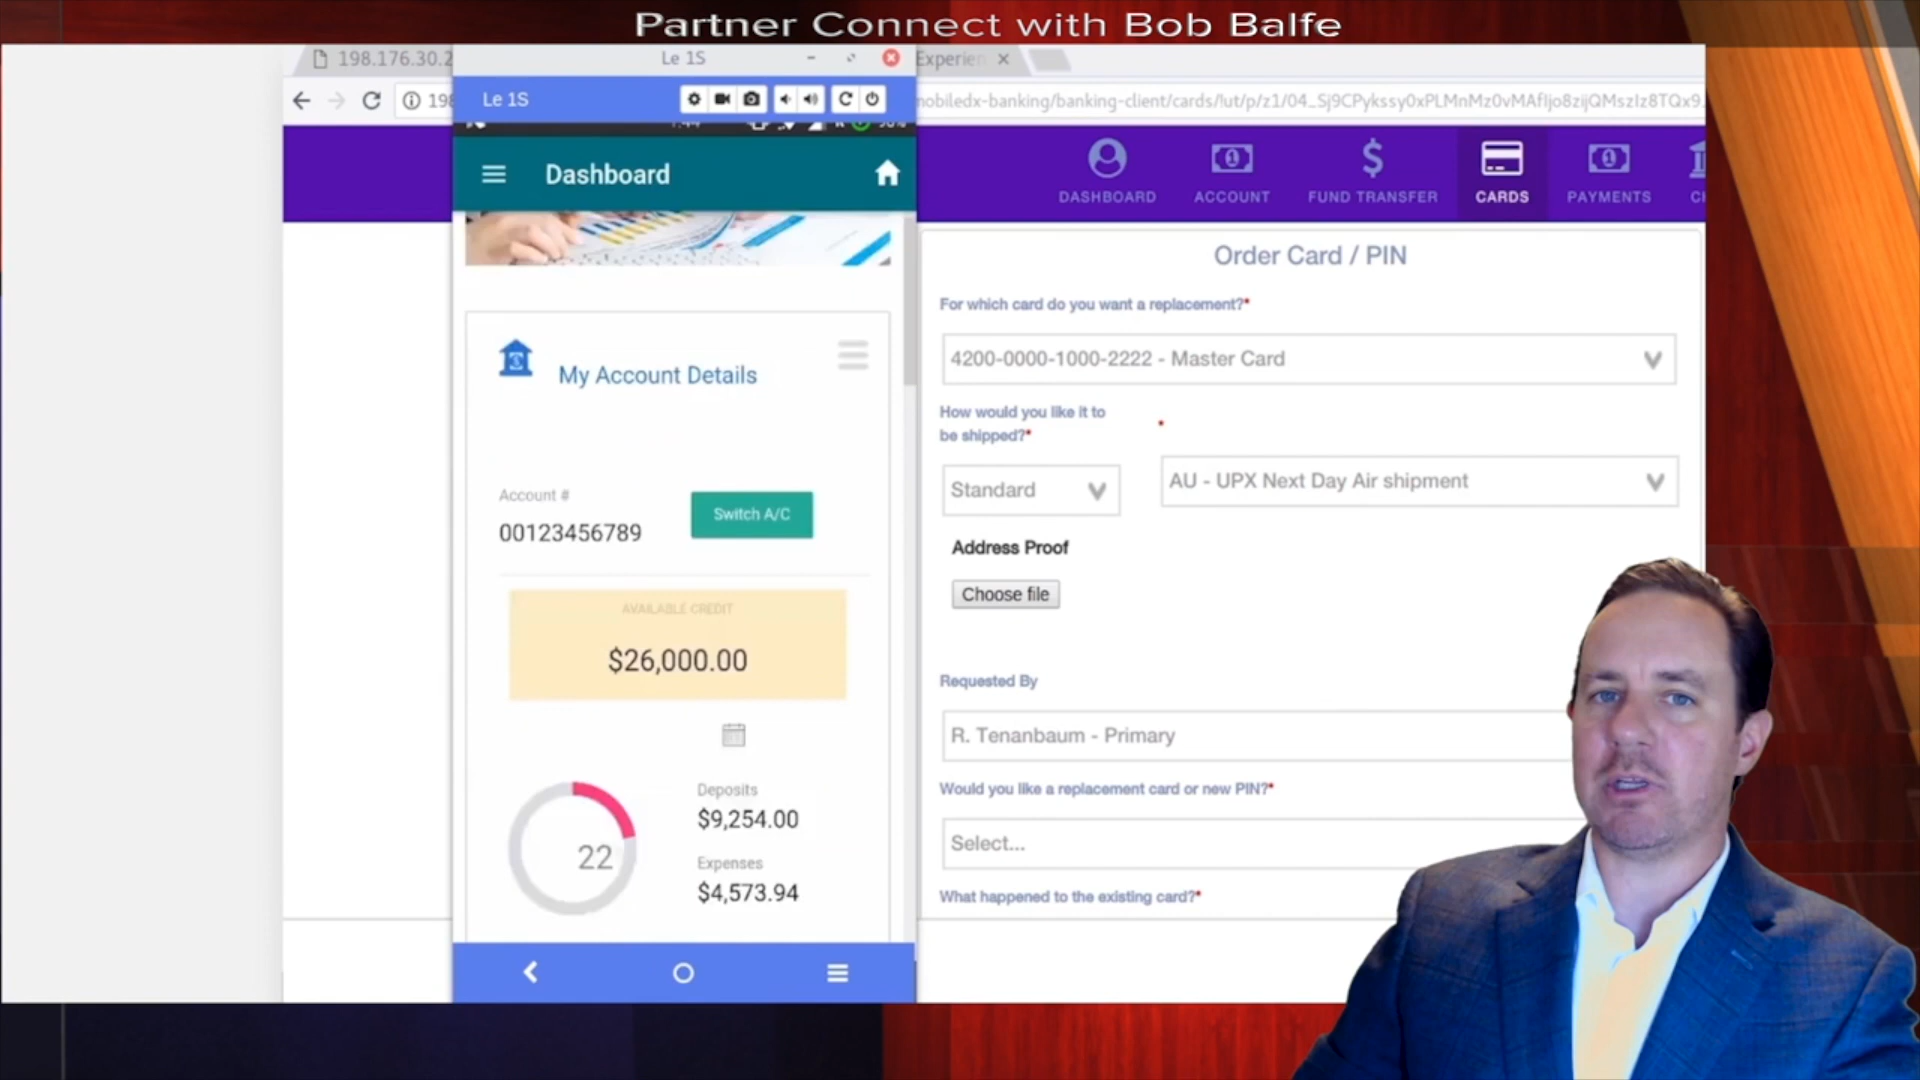 Partner Connect with Bob Balfe
198.176.30.2
Le 1S
Experien
198
Le 1S
nobiledx-banking/banking-client/cards/!ut/p/z1/04_Sj9CPykssy0xPLMnMz0vMAfIjo8zijQMszIz8TQx9.
Dashboard
DASHBOARD
ACCOUNT
FUND TRANSFER
CARDS
PAYMENTS
My Account Details
Account #
00123456789
Switch A/C
AVAILABLE CREDIT
$26,000.00
22
Deposits
$9,254.00
Expenses
$4,573.94
Order Card / PIN
For which card do you want a replacement?*
4200-0000-1000-2222 - Master Card
How would you like it to
be shipped?*
*
Standard
AU - UPX Next Day Air shipment
Address Proof
Choose file
Requested By
R. Tenanbaum - Primary
Would you like a replacement card or new PIN?*
Select...
What happened to the existing card?*